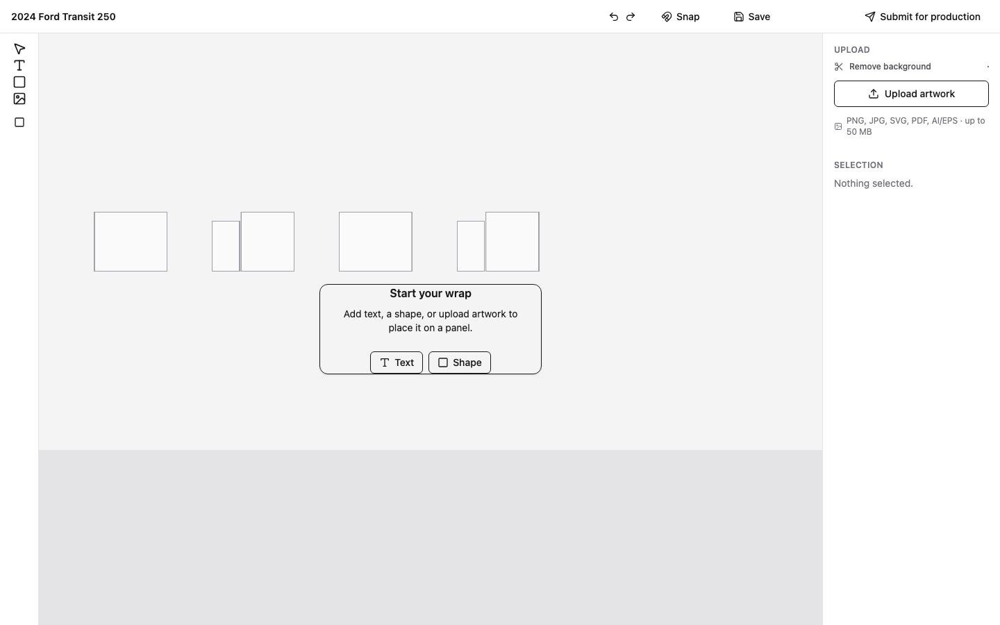 2024 Ford Transit 250
Snap
Save
Submit for production
UPLOAD
Remove background
Upload artwork
PNG, JPG, SVG, PDF, AI/EPS · up to
50 MB
SELECTION
Nothing selected.
Start your wrap
Add text, a shape, or upload artwork to
place it on a panel.
Text
Shape